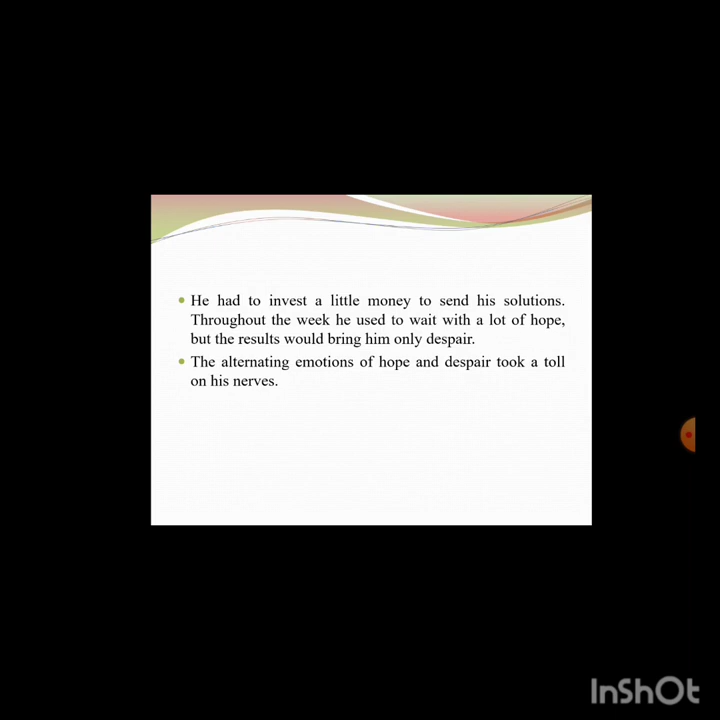 He had to invest a little money to send his solutions.
Throughout the week he used to wait with a lot of hope,
but the results would bring him only despair.
The alternating emotions of hope and despair took a toll
on his nerves.
InShOt